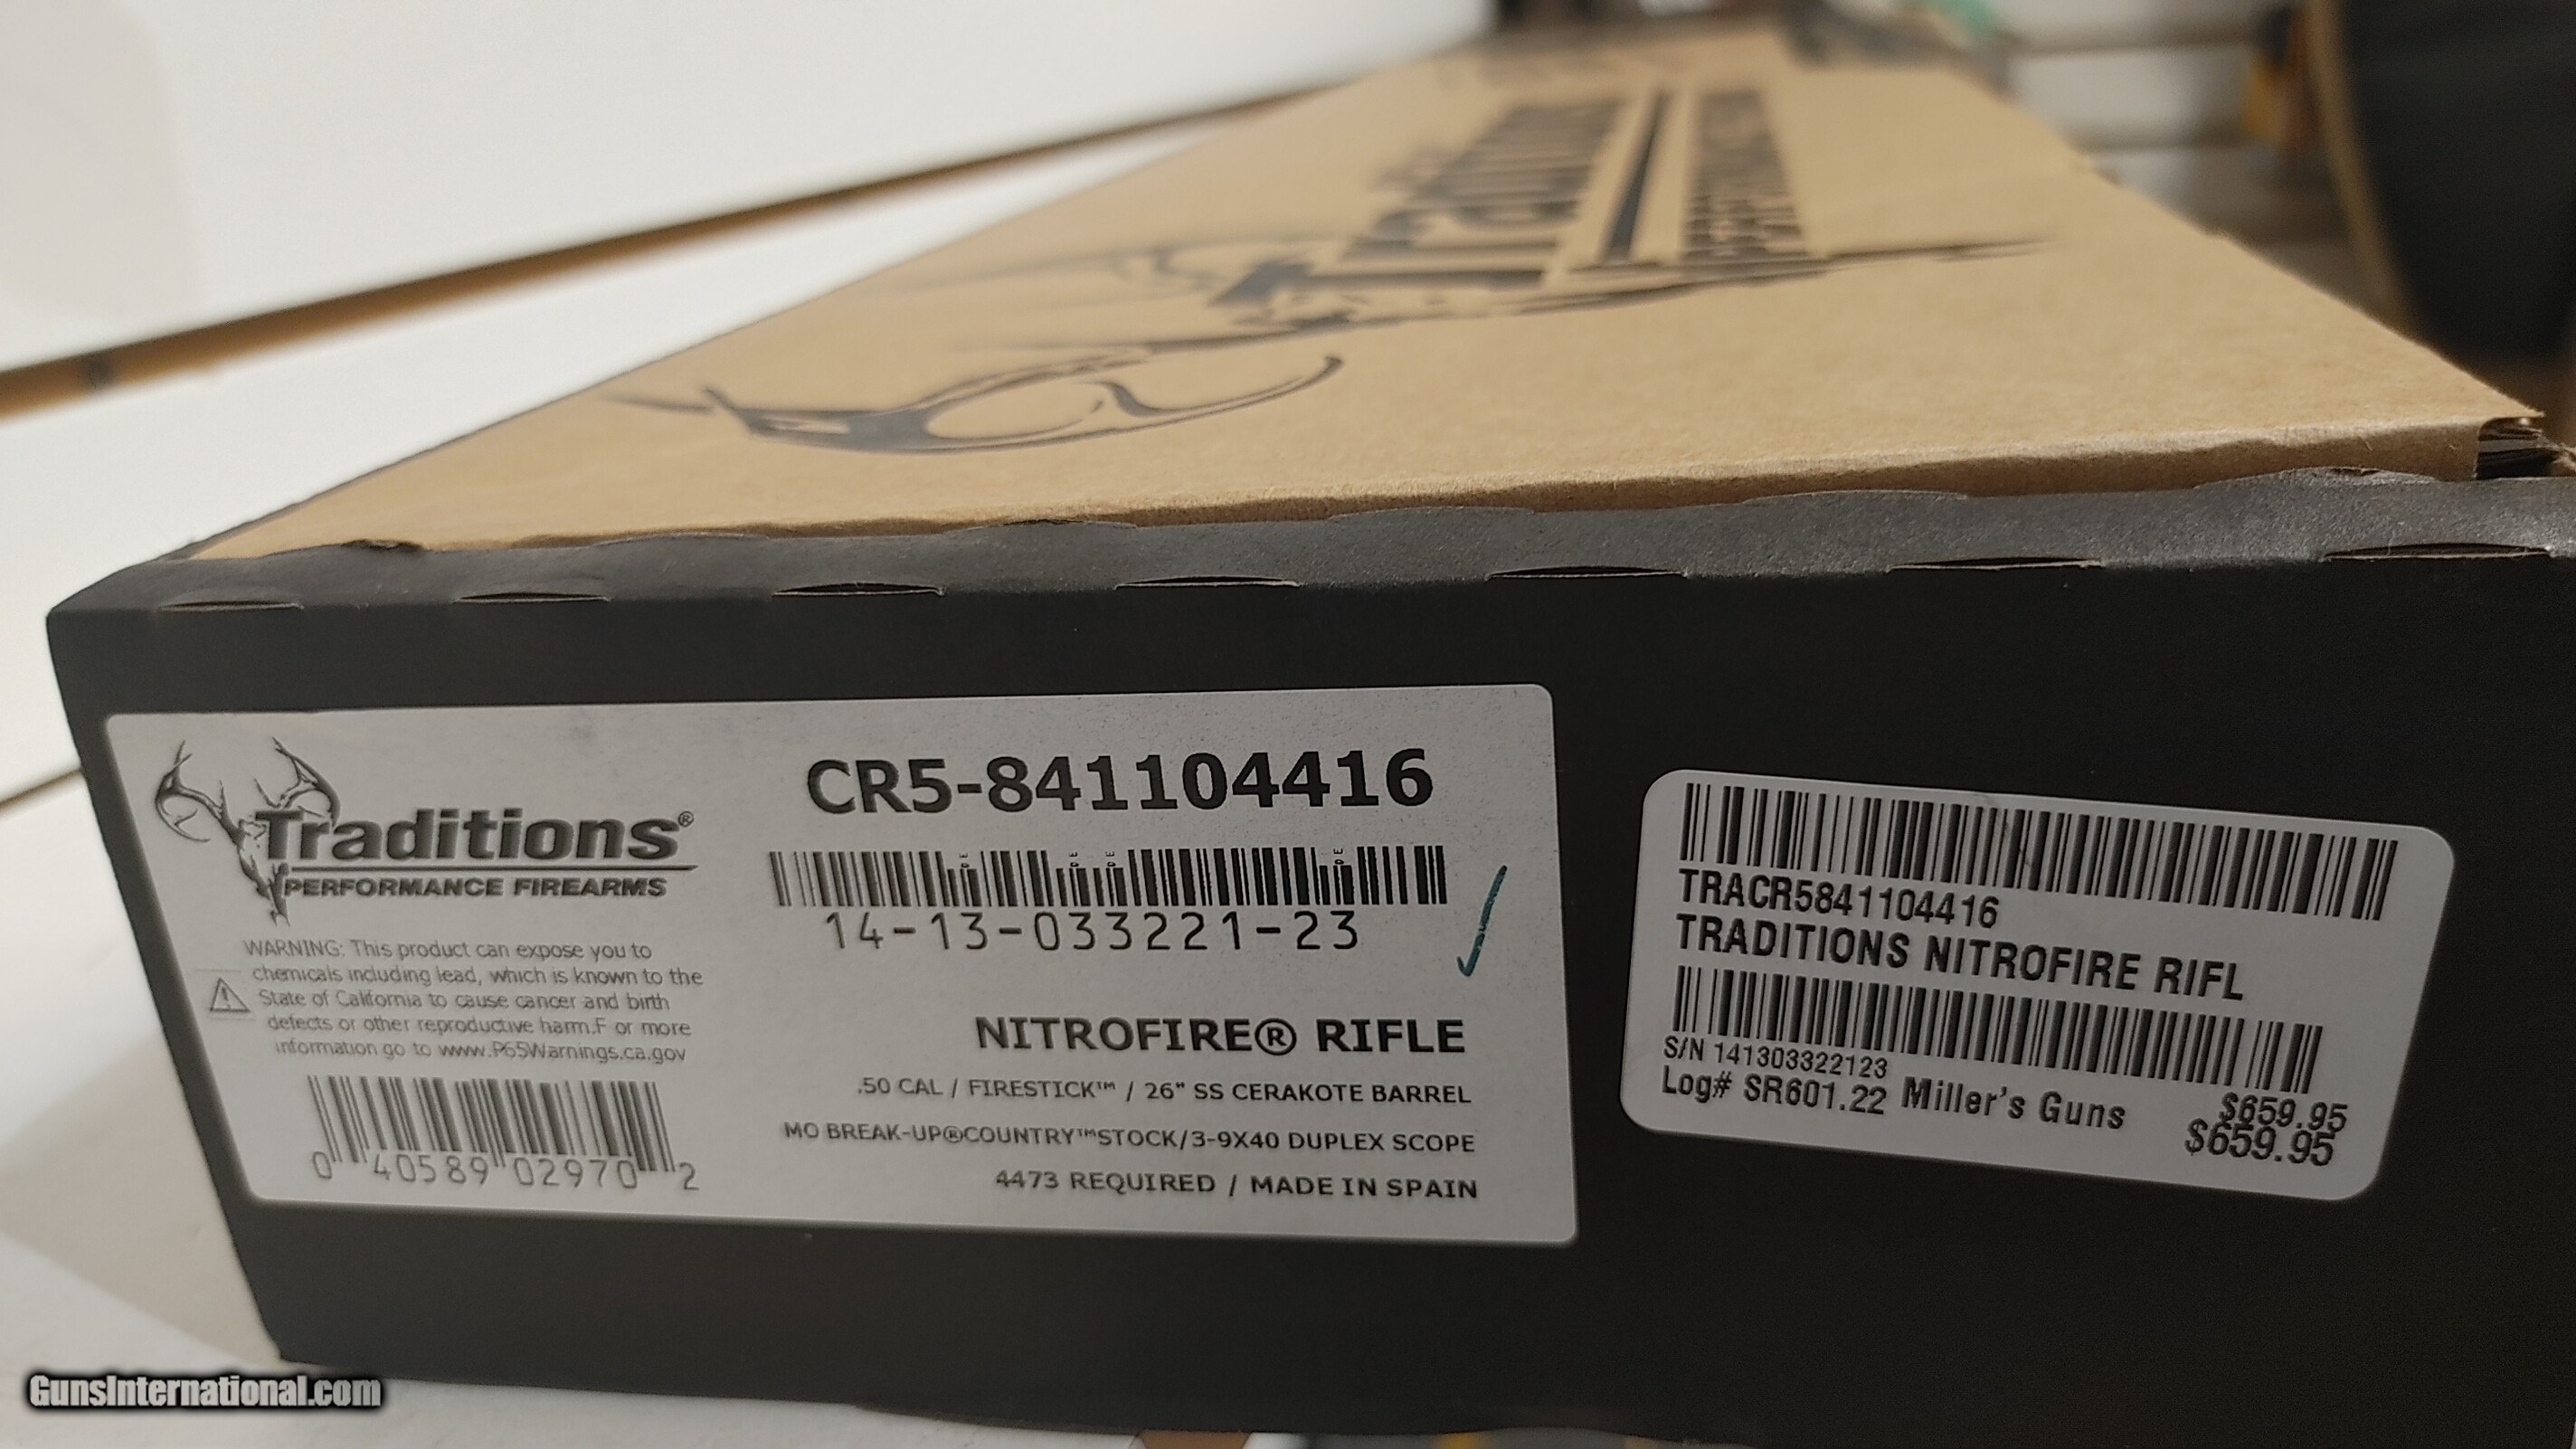 Traditions®
PERFORMANCE FIREARMS
WARNING: This product can expose you to
chemicals including lead, which is known to the
State of California to cause cancer and birth
defects or other reproductive harm.F or more
information go to www.P65Warnings.ca.gov
0 40589 02970 2
CR5-841104416
14-13-033221-23
NITROFIRE® RIFLE
.50 CAL / FIRESTICK™ / 26" SS CERAKOTE BARREL
MO BREAK-UP®COUNTRY™STOCK/3-9X40 DUPLEX SCOPE
4473 REQUIRED / MADE IN SPAIN
TRACR5841104416
TRADITIONS NITROFIRE RIFL
S/N 141303322123
Log# SR601.22 Miller's Guns
$659.95
$659.95
GunsInternational.com